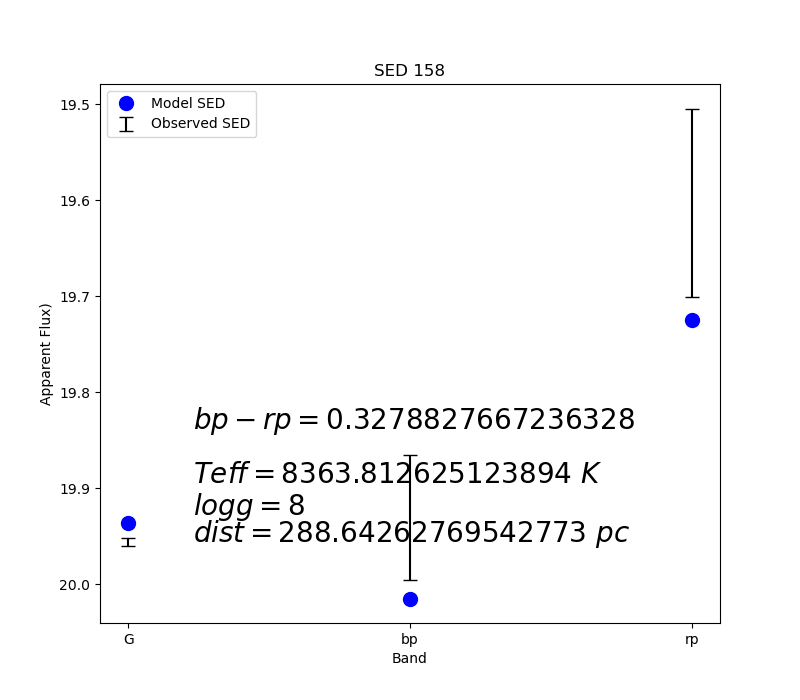 SED 158
Model SED
Observed SED
19.5
19.6
19.7
19.8
19.9
20.0
Apparent Flux)
bp − rp = 0.3278827667236328
Teff = 8363.812625123894 K
logg = 8
dist = 288.64262769542773 pc
G bp rp
Band